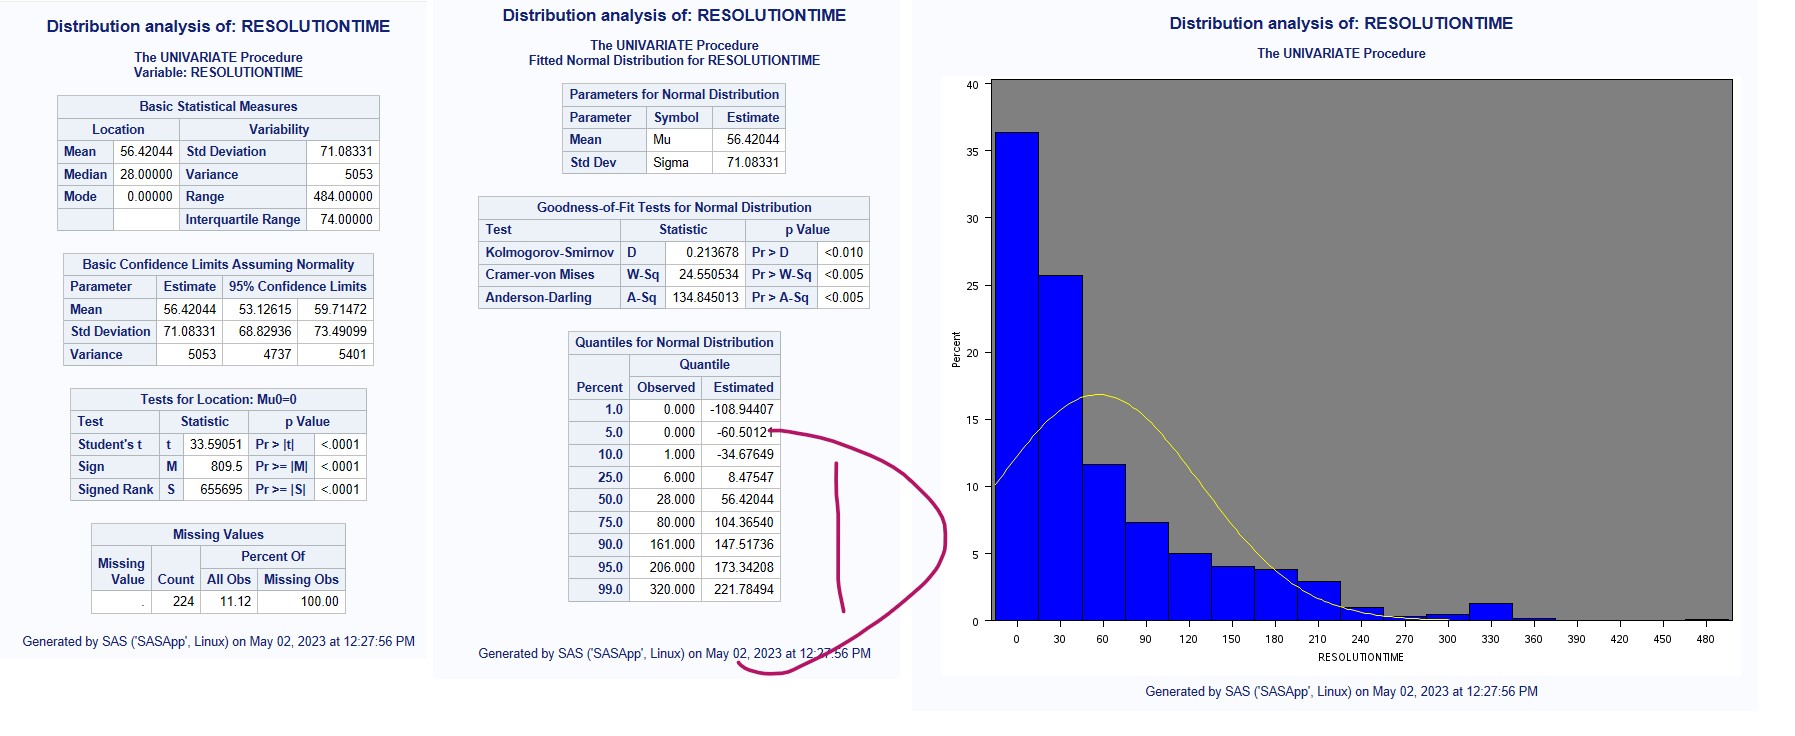 Distribution analysis of: RESOLUTIONTIME
The UNIVARIATE Procedure
Variable: RESOLUTIONTIME
Basic Statistical Measures
Location Variability
Mean 56.42044 Std Deviation 71.08331
Median 28.00000 Variance 5053
Mode 0.00000 Range 484.00000
Interquartile Range 74.00000
Basic Confidence Limits Assuming Normality
Parameter Estimate 95% Confidence Limits
Mean 56.42044 53.12615 59.71472
Std Deviation 71.08331 68.82936 73.49099
Variance 5053 4737 5401
Tests for Location: Mu0=0
Test Statistic p Value
Student's t t 33.59051 Pr > |t| <.0001
Sign M 809.5 Pr >= |M| <.0001
Signed Rank S 655695 Pr >= |S| <.0001
Missing Values
Missing Value Count Percent Of
All Obs Missing Obs
. 224 11.12 100.00
Generated by SAS ('SASApp', Linux) on May 02, 2023 at 12:27:56 PM
Distribution analysis of: RESOLUTIONTIME
The UNIVARIATE Procedure
Fitted Normal Distribution for RESOLUTIONTIME
Parameters for Normal Distribution
Parameter Symbol Estimate
Mean Mu 56.42044
Std Dev Sigma 71.08331
Goodness-of-Fit Tests for Normal Distribution
Test Statistic p Value
Kolmogorov-Smirnov D 0.213678 Pr > D <0.010
Cramer-von Mises W-Sq 24.550534 Pr > W-Sq <0.005
Anderson-Darling A-Sq 134.845013 Pr > A-Sq <0.005
Quantiles for Normal Distribution
Quantile
Percent Observed Estimated
1.0 0.000 -108.94407
5.0 0.000 -60.50121
10.0 1.000 -34.67649
25.0 6.000 8.47547
50.0 28.000 56.42044
75.0 80.000 104.36540
90.0 161.000 147.51736
95.0 206.000 173.34208
99.0 320.000 221.78494
Generated by SAS ('SASApp', Linux) on May 02, 2023 at 12:27:56 PM
Distribution analysis of: RESOLUTIONTIME
The UNIVARIATE Procedure
40
35
30
25
20
15
10
5
0
Percent
0 30 60 90 120 150 180 210 240 270 300 330 360 390 420 450 480
RESOLUTIONTIME
Generated by SAS ('SASApp', Linux) on May 02, 2023 at 12:27:56 PM